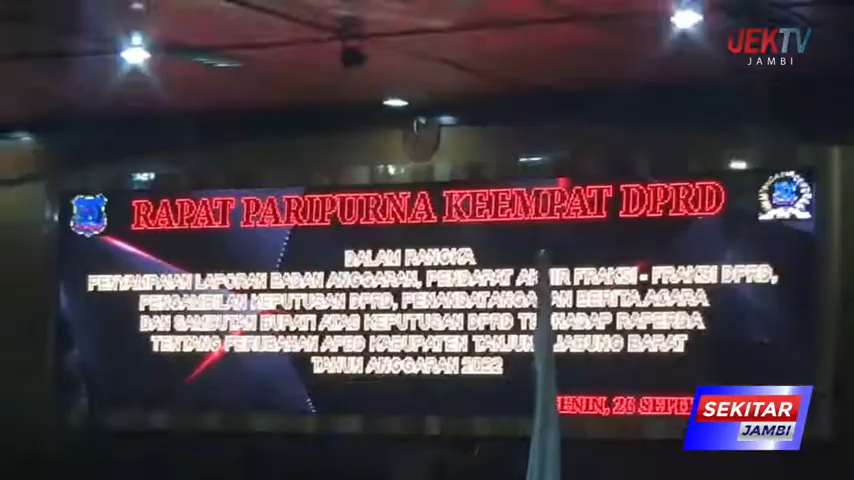 JEKTV
JAMBI
RAPAT PARIPURNA KEEMPAT DPRD
DALAM RANGKA
PENYAMPAIAN LAPORAN BADAN ANGGARAN, PENDAPAT AKHIR FRAKSI - FRAKSI DPRD,
PENGAMBILAN KEPUTUSAN DPRD, PENANDATANGANAN BERITA ACARA
DAN SAMBUTAN BUPATI ATAS KEPUTUSAN DPRD TERHADAP RAPERDA
TENTANG PERUBAHAN APBD KABUPATEN TANJUNG JABUNG BARAT
TAHUN ANGGARAN 2022
SENIN, 26
SEKITAR
JAMBI